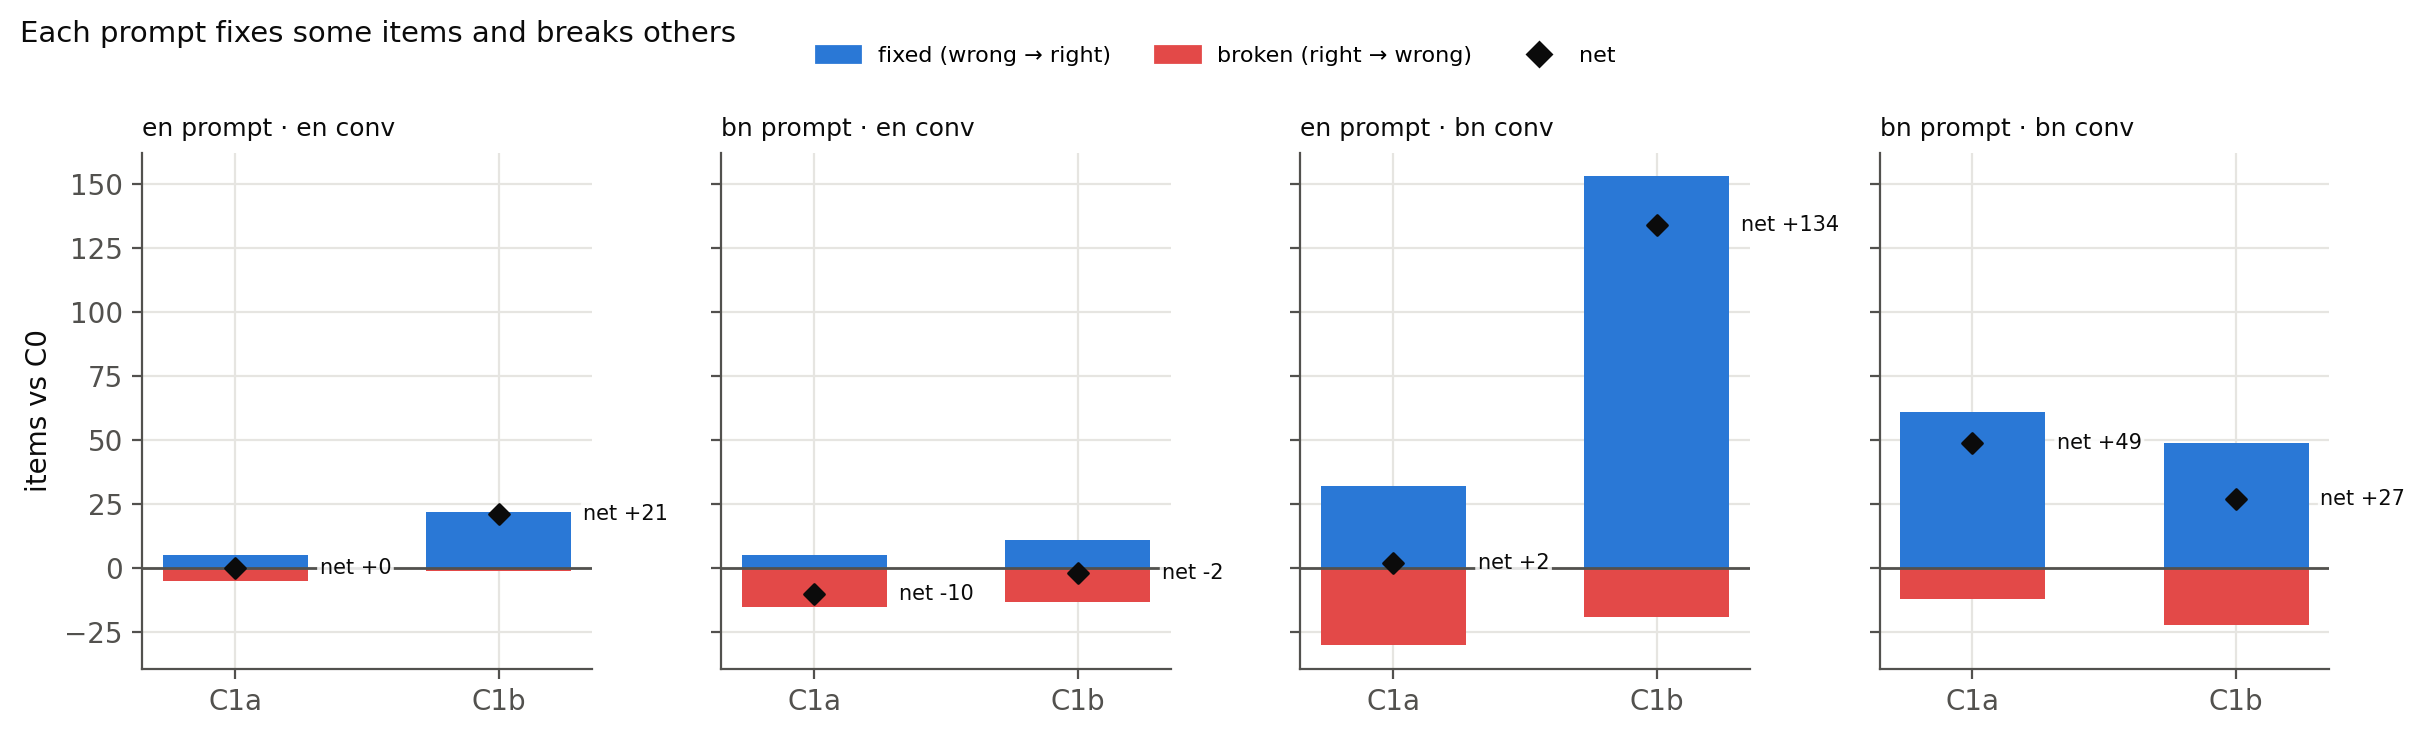 Each prompt fixes some items and breaks others
fixed (wrong → right) broken (right → wrong) net
en prompt · en conv
bn prompt · en conv
en prompt · bn conv
bn prompt · bn conv
items vs C0
150
125
100
75
50
25
0
−25
net +0
net +21
net -10
net -2
net +2
net +134
net +49
net +27
C1a C1b
C1a C1b
C1a C1b
C1a C1b